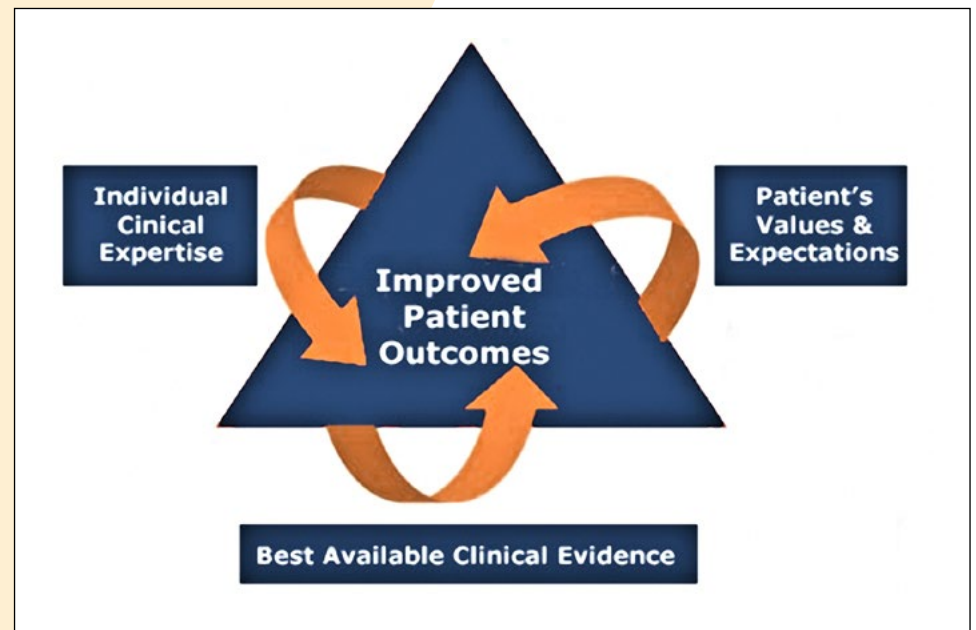 Individual
Cinical
Expertise
Patient's
Values &
Expectations
Improved
Patient
Outcomes
Best Available Clinical Evidence